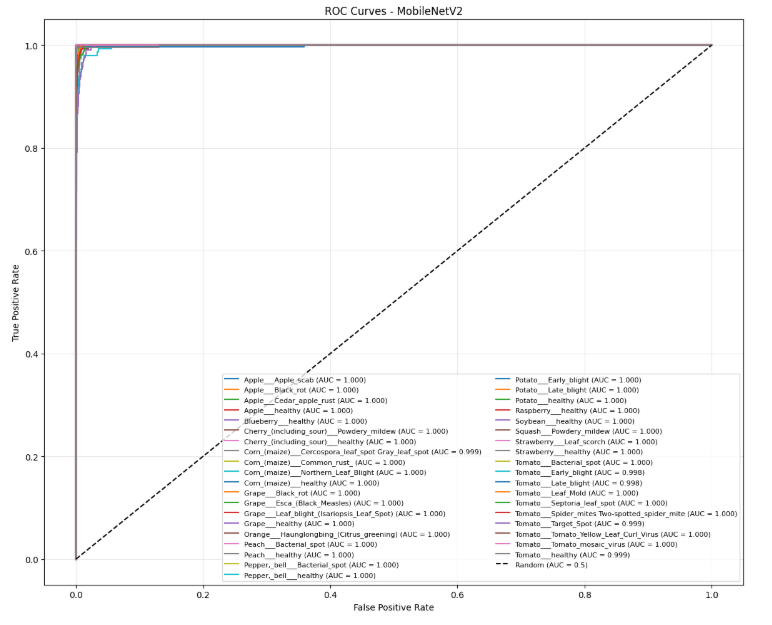 ROC Curves - MobileNetV2
True Positive Rate
1.0
0.8
0.6
0.4
0.2
0.0
Apple___Apple_scab (AUC = 1.000)
Apple___Black_rot (AUC = 1.000)
Apple___Cedar_apple_rust (AUC = 1.000)
Apple___healthy (AUC = 1.000)
Blueberry___healthy (AUC = 1.000)
Cherry_(including_sour)___Powdery_mildew (AUC = 1.000)
Cherry_(including_sour)___healthy (AUC = 1.000)
Corn_(maize)___Cercospora_leaf_spot Gray_leaf_spot (AUC = 0.999)
Corn_(maize)___Common_rust_ (AUC = 1.000)
Corn_(maize)___Northern_Leaf_Blight (AUC = 1.000)
Corn_(maize)___healthy (AUC = 1.000)
Grape___Black_rot (AUC = 1.000)
Grape___Esca_(Black_Measles) (AUC = 1.000)
Grape___Leaf_blight_(Isariopsis_Leaf_Spot) (AUC = 1.000)
Grape___healthy (AUC = 1.000)
Orange___Haunglongbing_(Citrus_greening) (AUC = 1.000)
Peach___Bacterial_spot (AUC = 1.000)
Peach___healthy (AUC = 1.000)
Pepper,_bell___Bacterial_spot (AUC = 1.000)
Pepper,_bell___healthy (AUC = 1.000)
Potato___Early_blight (AUC = 1.000)
Potato___Late_blight (AUC = 1.000)
Potato___healthy (AUC = 1.000)
Raspberry___healthy (AUC = 1.000)
Soybean___healthy (AUC = 1.000)
Squash___Powdery_mildew (AUC = 1.000)
Strawberry___Leaf_scorch (AUC = 1.000)
Strawberry___healthy (AUC = 1.000)
Tomato___Bacterial_spot (AUC = 1.000)
Tomato___Early_blight (AUC = 0.998)
Tomato___Late_blight (AUC = 0.998)
Tomato___Leaf_Mold (AUC = 1.000)
Tomato___Septoria_leaf_spot (AUC = 1.000)
Tomato___Spider_mites Two-spotted_spider_mite (AUC = 1.000)
Tomato___Target_Spot (AUC = 0.999)
Tomato___Tomato_Yellow_Leaf_Curl_Virus (AUC = 1.000)
Tomato___Tomato_mosaic_virus (AUC = 1.000)
Tomato___healthy (AUC = 0.999)
Random (AUC = 0.5)
0.0 0.2 0.4 0.6 0.8 1.0
False Positive Rate